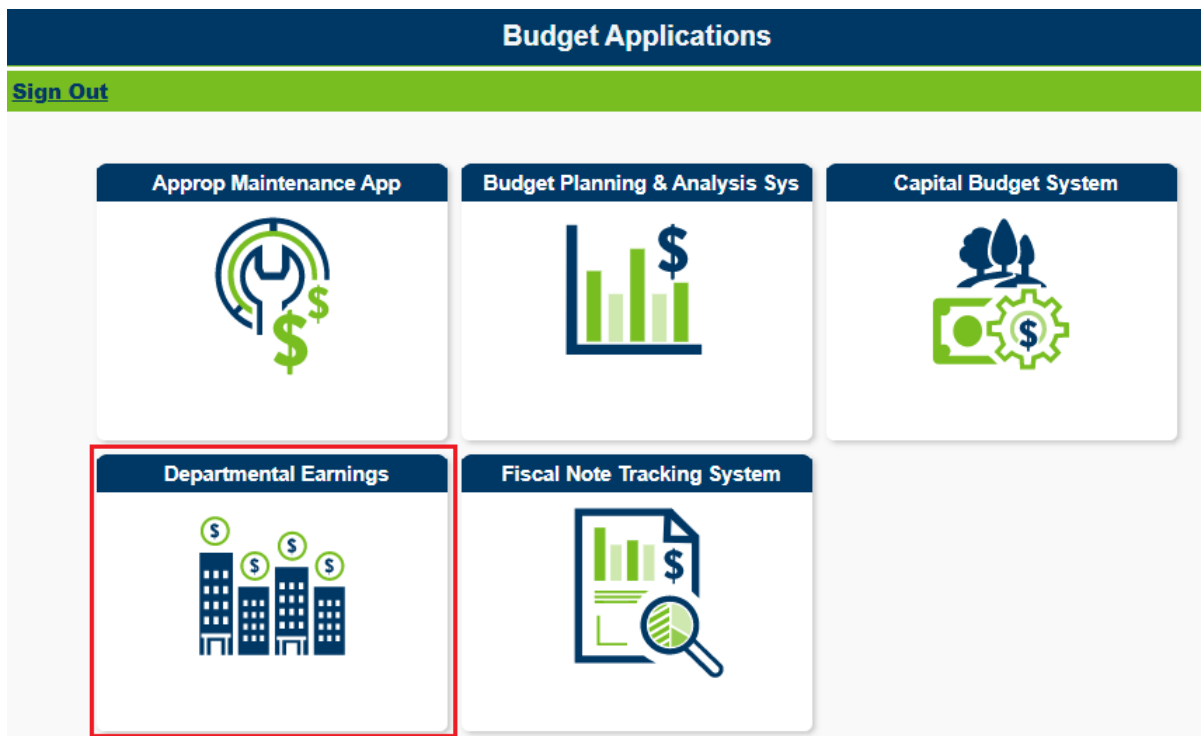 Budget Applications
Sign Out
Approp Maintenance App
Budget Planning & Analysis Sys
Capital Budget System
$
$
$
$
Departmental Earnings
Fiscal Note Tracking System
$
$
$
$
$